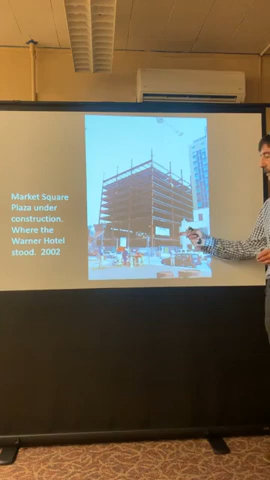 Market Square
Plaza under
construction.
Where the
Warner Hotel
stood.  2002